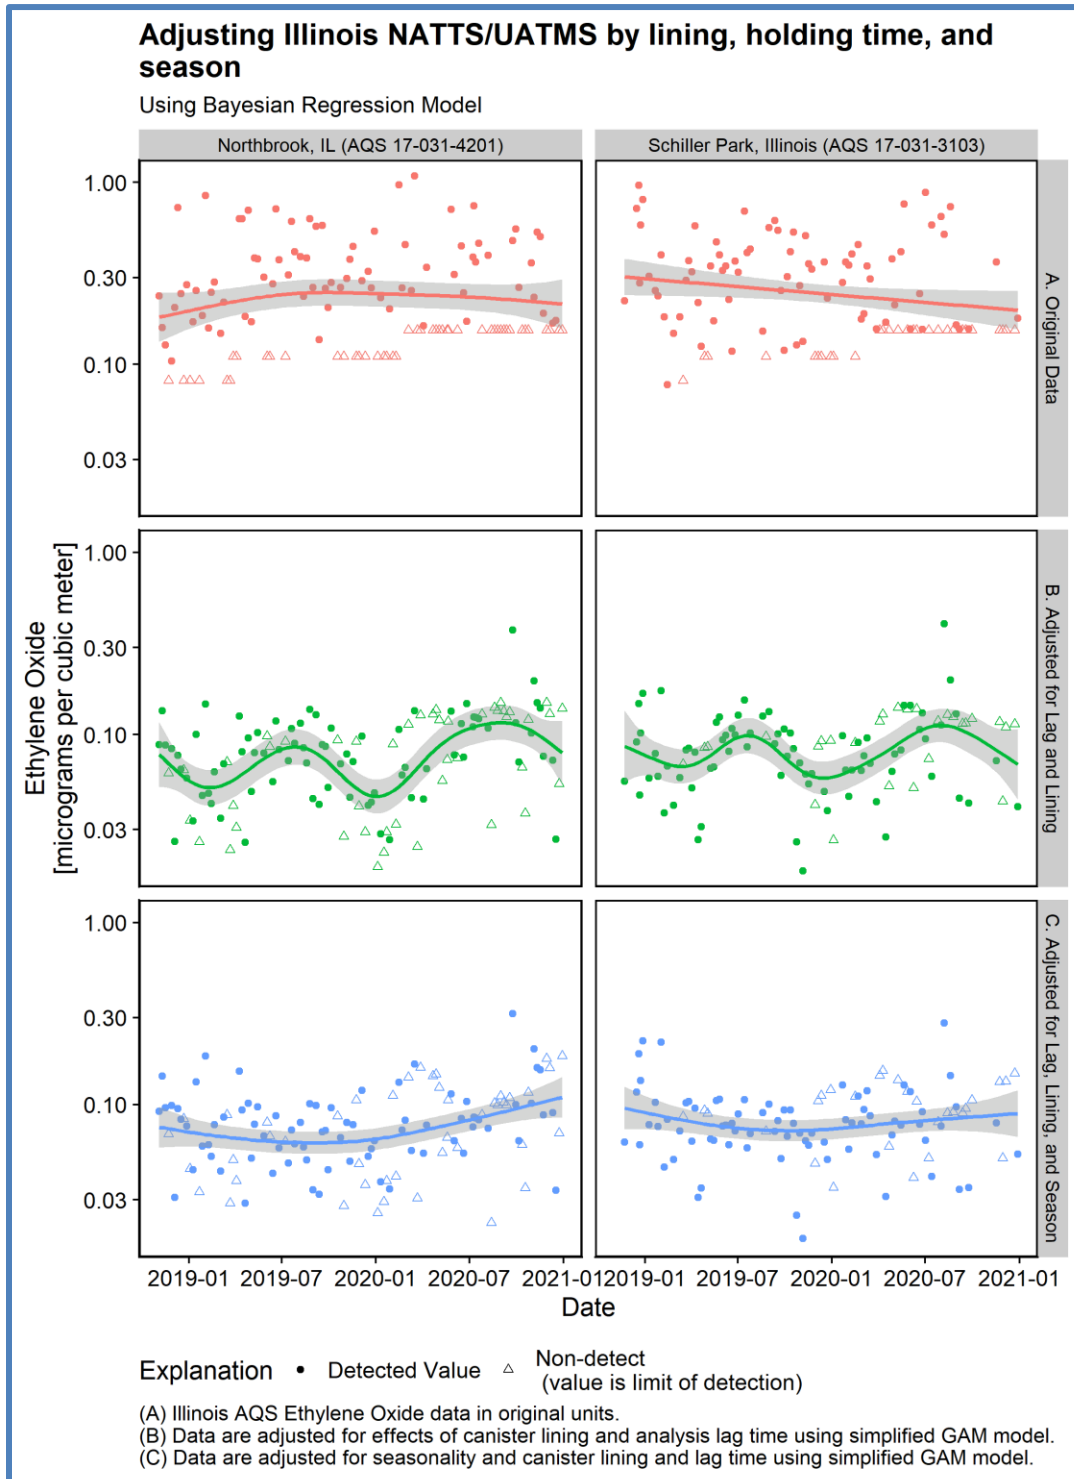 Adjusting Illinois NATTS/UATMS by lining, holding time, and
season
Using Bayesian Regression Model
Northbrook, IL (AQS 17-031-4201)
Schiller Park, Illinois (AQS 17-031-3103)
1.00
0.30
0.10
0.03
A. Original Data
1.00
0.30
0.10
0.03
B. Adjusted for Lag and Lining
Ethylene Oxide
[micrograms per cubic meter]
1.00
0.30
0.10
0.03
C. Adjusted for Lag, Lining, and Season
2019-01 2019-07 2020-01 2020-07 2021-01
2019-01 2019-07 2020-01 2020-07 2021-01
Date
Explanation
Detected Value
Non-detect
(value is limit of detection)
(A) Illinois AQS Ethylene Oxide data in original units.
(B) Data are adjusted for effects of canister lining and analysis lag time using simplified GAM model.
(C) Data are adjusted for seasonality and canister lining and lag time using simplified GAM model.